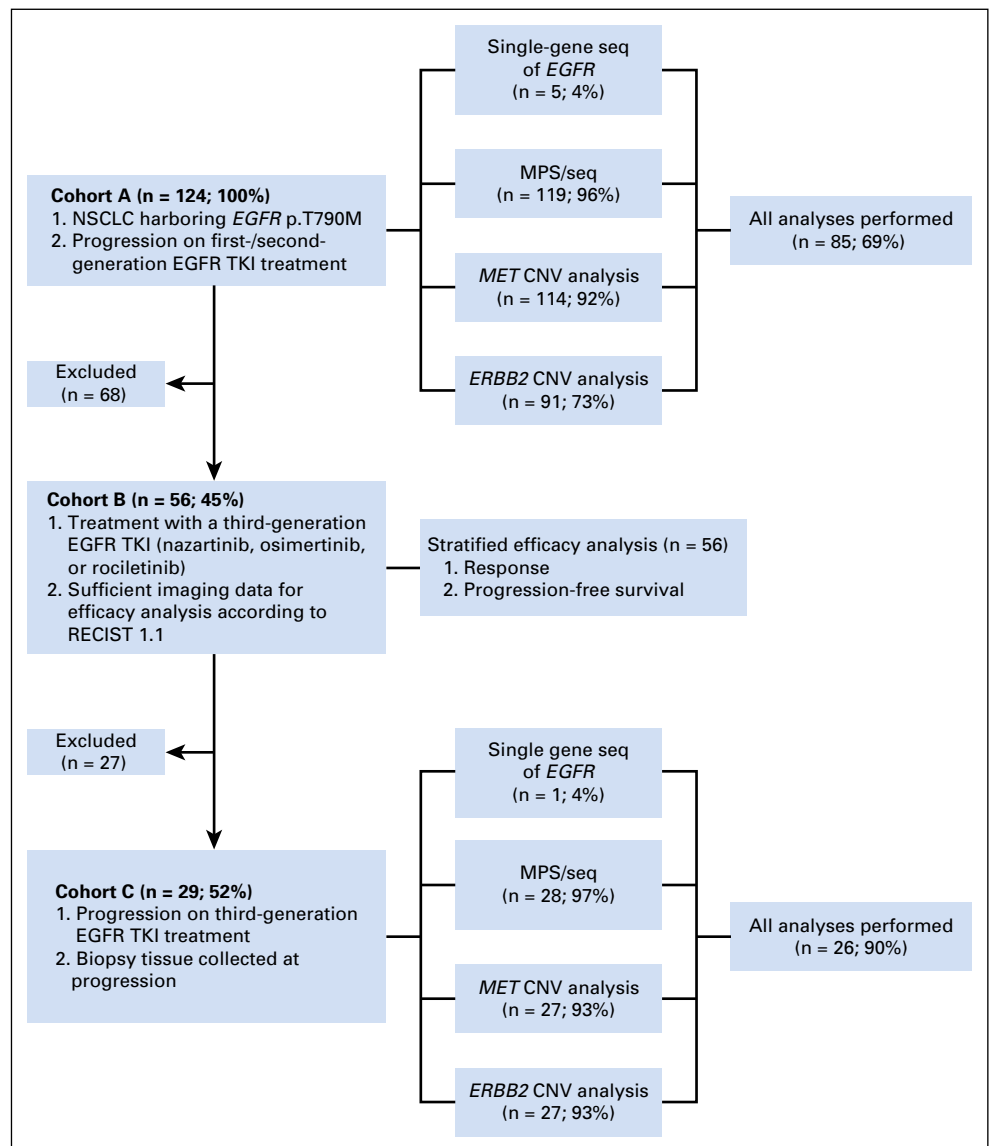 Single-gene seq
of EGFR
(n = 5; 4%)
Cohort A (n = 124; 100%)
1. NSCLC harboring EGFR p.T790M
2. Progression on first-/second-
generation EGFR TKI treatment
MPS/seq
(n = 119; 96%)
All analyses performed
(n = 85; 69%)
MET CNV analysis
(n = 114; 92%)
Excluded
(n = 68)
ERBB2 CNV analysis
(n = 91; 73%)
Cohort B (n = 56; 45%)
1. Treatment with a third-generation
EGFR TKI (nazartinib, osimertinib,
or rociletinib)
2. Sufficient imaging data for
efficacy analysis according to
RECIST 1.1
Stratified efficacy analysis (n = 56)
1. Response
2. Progression-free survival
Excluded
(n = 27)
Single gene seq
of EGFR
(n = 1; 4%)
Cohort C (n = 29; 52%)
1. Progression on third-generation
EGFR TKI treatment
2. Biopsy tissue collected at
progression
MPS/seq
(n = 28; 97%)
All analyses performed
(n = 26; 90%)
MET CNV analysis
(n = 27; 93%)
ERBB2 CNV analysis
(n = 27; 93%)